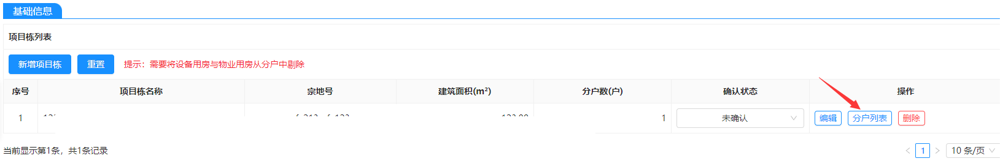 基础信息
项目栋列表
新增项目栋 重置 提示：需要将设备用房与物业用房从分户中剔除
序号 项目栋名称 宗地号 建筑面积(m²) 分户数(户) 确认状态 操作
1 1 未确认 编辑 分户列表 删除
当前显示第1条，共1条记录 1 10 条/页